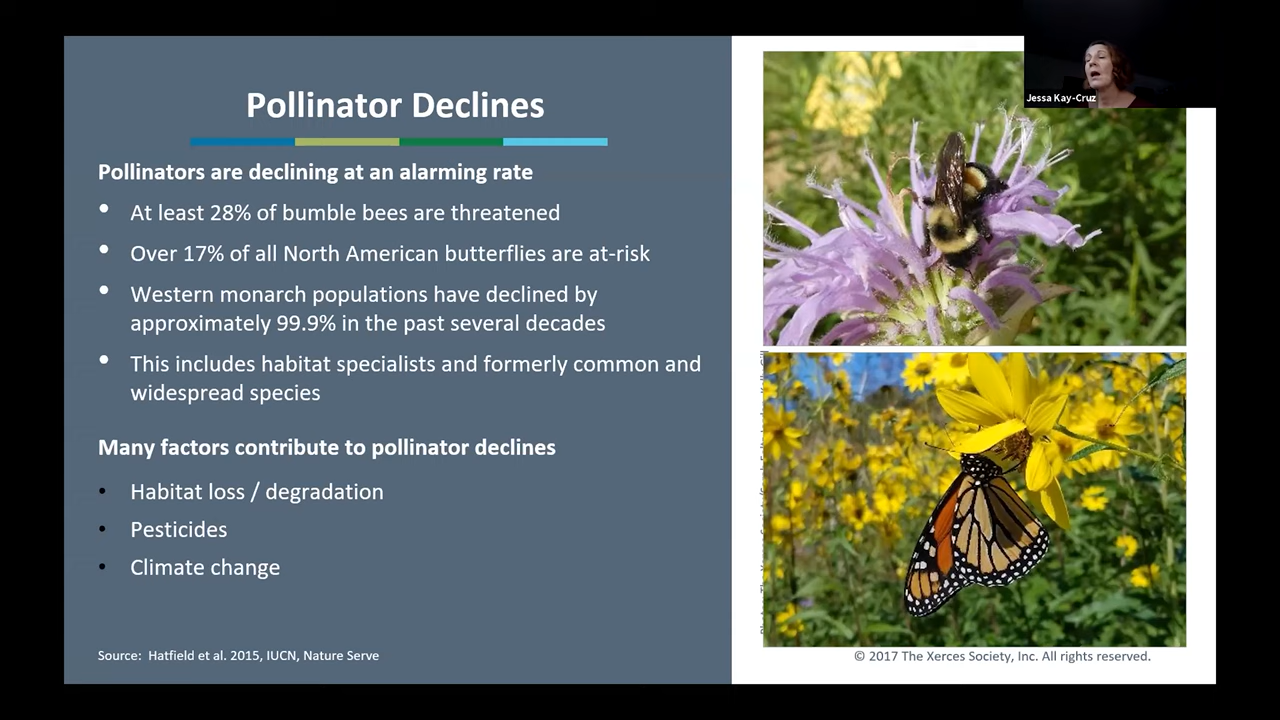 Pollinator Declines
Jessa Kay-Cruz
Pollinators are declining at an alarming rate
• At least 28% of bumble bees are threatened
• Over 17% of all North American butterflies are at-risk
• Western monarch populations have declined by
approximately 99.9% in the past several decades
• This includes habitat specialists and formerly common and
widespread species
Many factors contribute to pollinator declines
• Habitat loss / degradation
• Pesticides
• Climate change
Source: Hatfield et al. 2015, IUCN, Nature Serve
© 2017 The Xerces Society, Inc. All rights reserved.